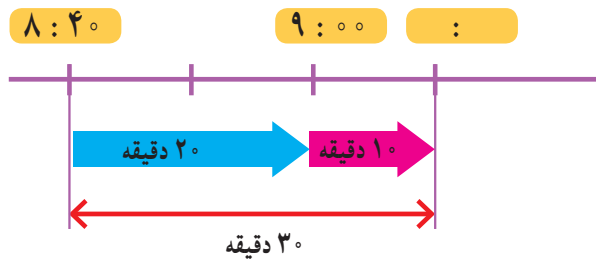 ۸ : ۴۰
۹ : ۰۰
:
۲۰ دقیقه
۱۰ دقیقه
۳۰ دقیقه